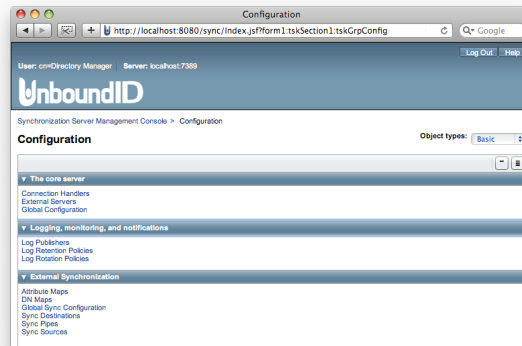 Configuration
http://localhost:8080/sync/Index.jsf?form1:tskSection1:tskGrpConfig
Google
Log Out Help
User: cn=Directory Manager Server: localhost:7389
UnboundID
Synchronization Server Management Console > Configuration
Configuration
Object types: Basic
The core server
Connection Handlers
External Servers
Global Configuration
Logging, monitoring, and notifications
Log Publishers
Log Retention Policies
Log Rotation Policies
External Synchronization
Attribute Maps
DN Maps
Global Sync Configuration
Sync Destinations
Sync Pipes
Sync Sources